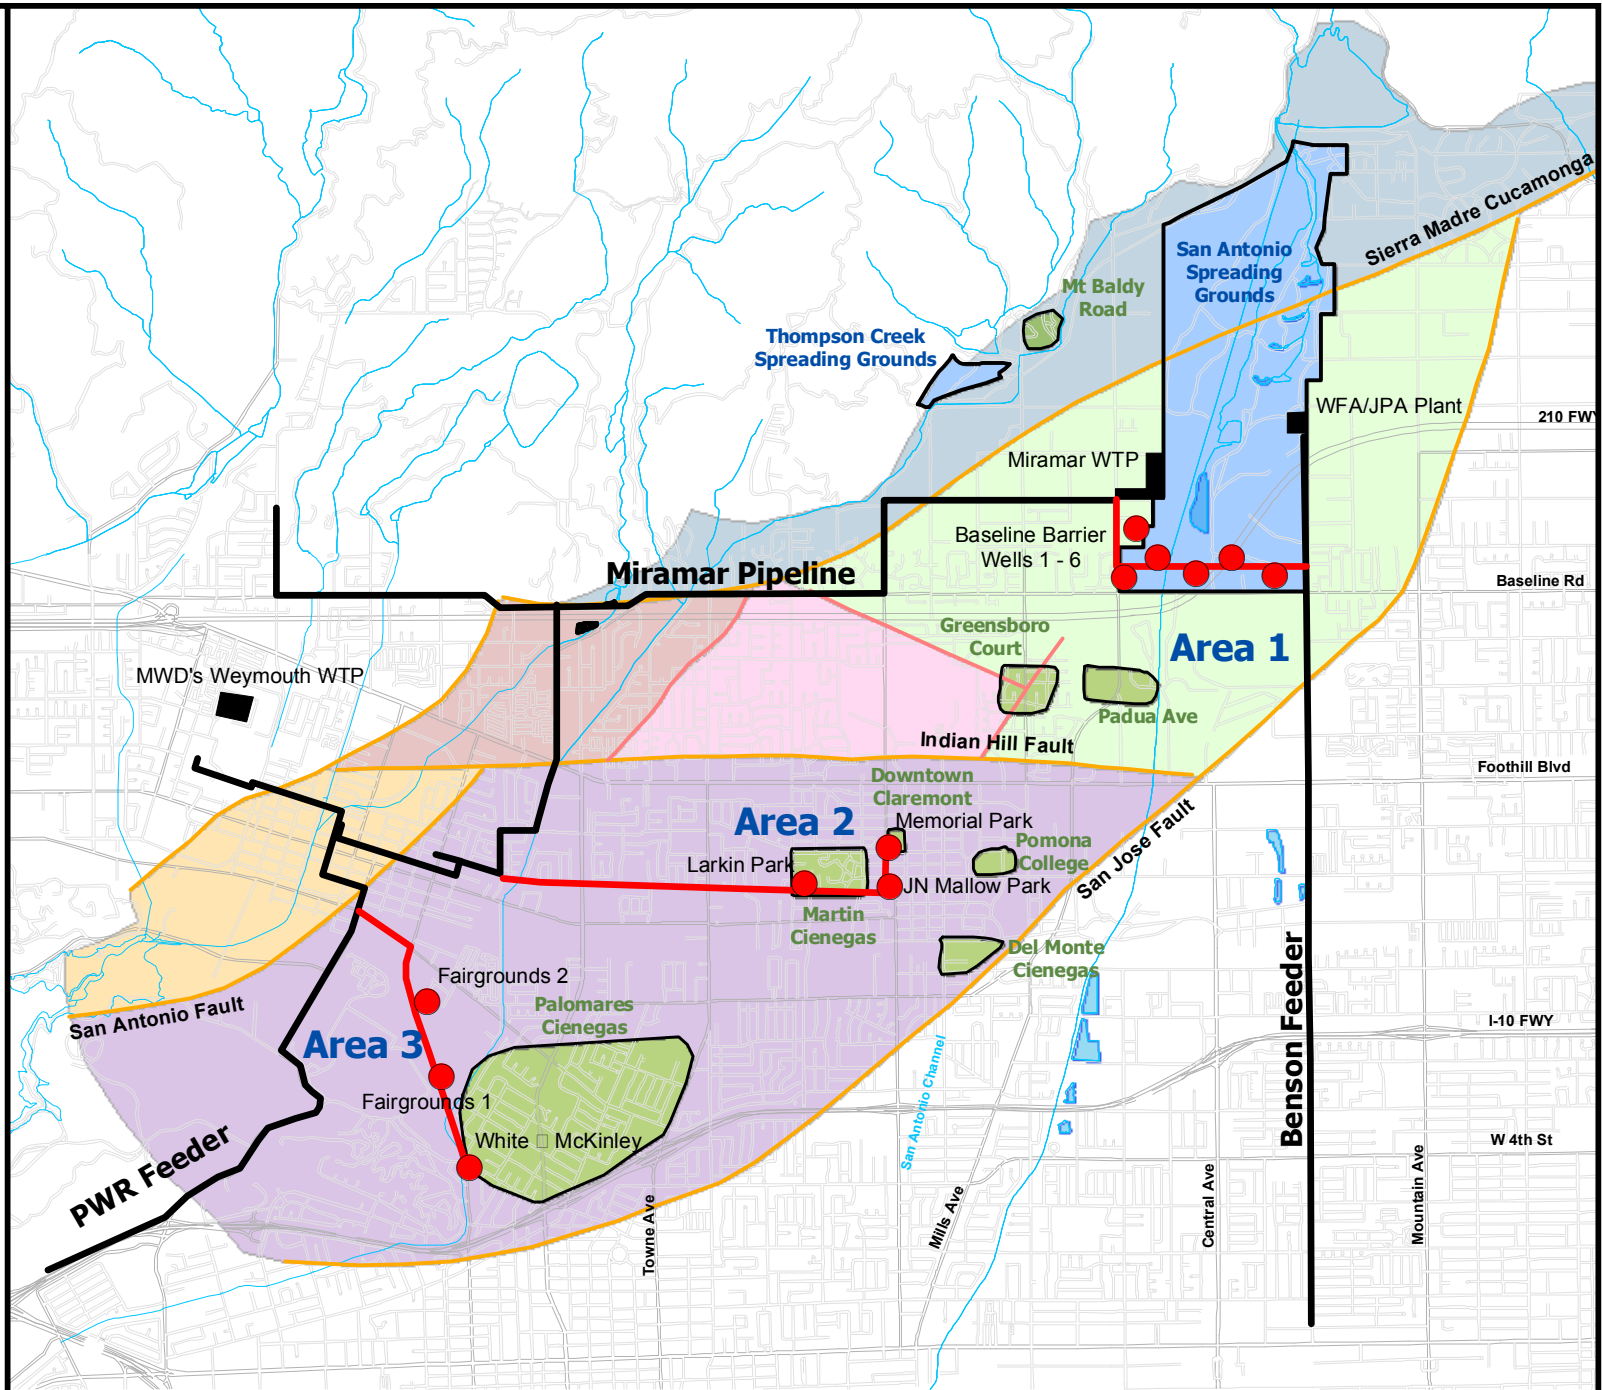 Sierra Madre Cucamonga
San Antonio
Spreading
Grounds
Mt Baldy
Road
Thompson Creek
Spreading Grounds
WFA/JPA Plant
210 FWY
Miramar WTP
Baseline Barrier
Wells 1 - 6
Miramar Pipeline
Baseline Rd
Greensboro
Court
Area 1
MWD's Weymouth WTP
Padua Ave
Indian Hill Fault
Foothill Blvd
Downtown
Claremont
Area 2
Memorial Park
Pomona
College
Larkin Park
San Jose Fault
JN Mallow Park
Martin
Cienegas
Del Monte
Cienegas
Fairgrounds 2
Palomares
Cienegas
San Antonio Fault
Area 3
I-10 FWY
Benson Feeder
San Antonio Channel
Fairgrounds 1
White □ McKinley
W 4th St
PWR Feeder
Towne Ave
Mills Ave
Central Ave
Mountain Ave